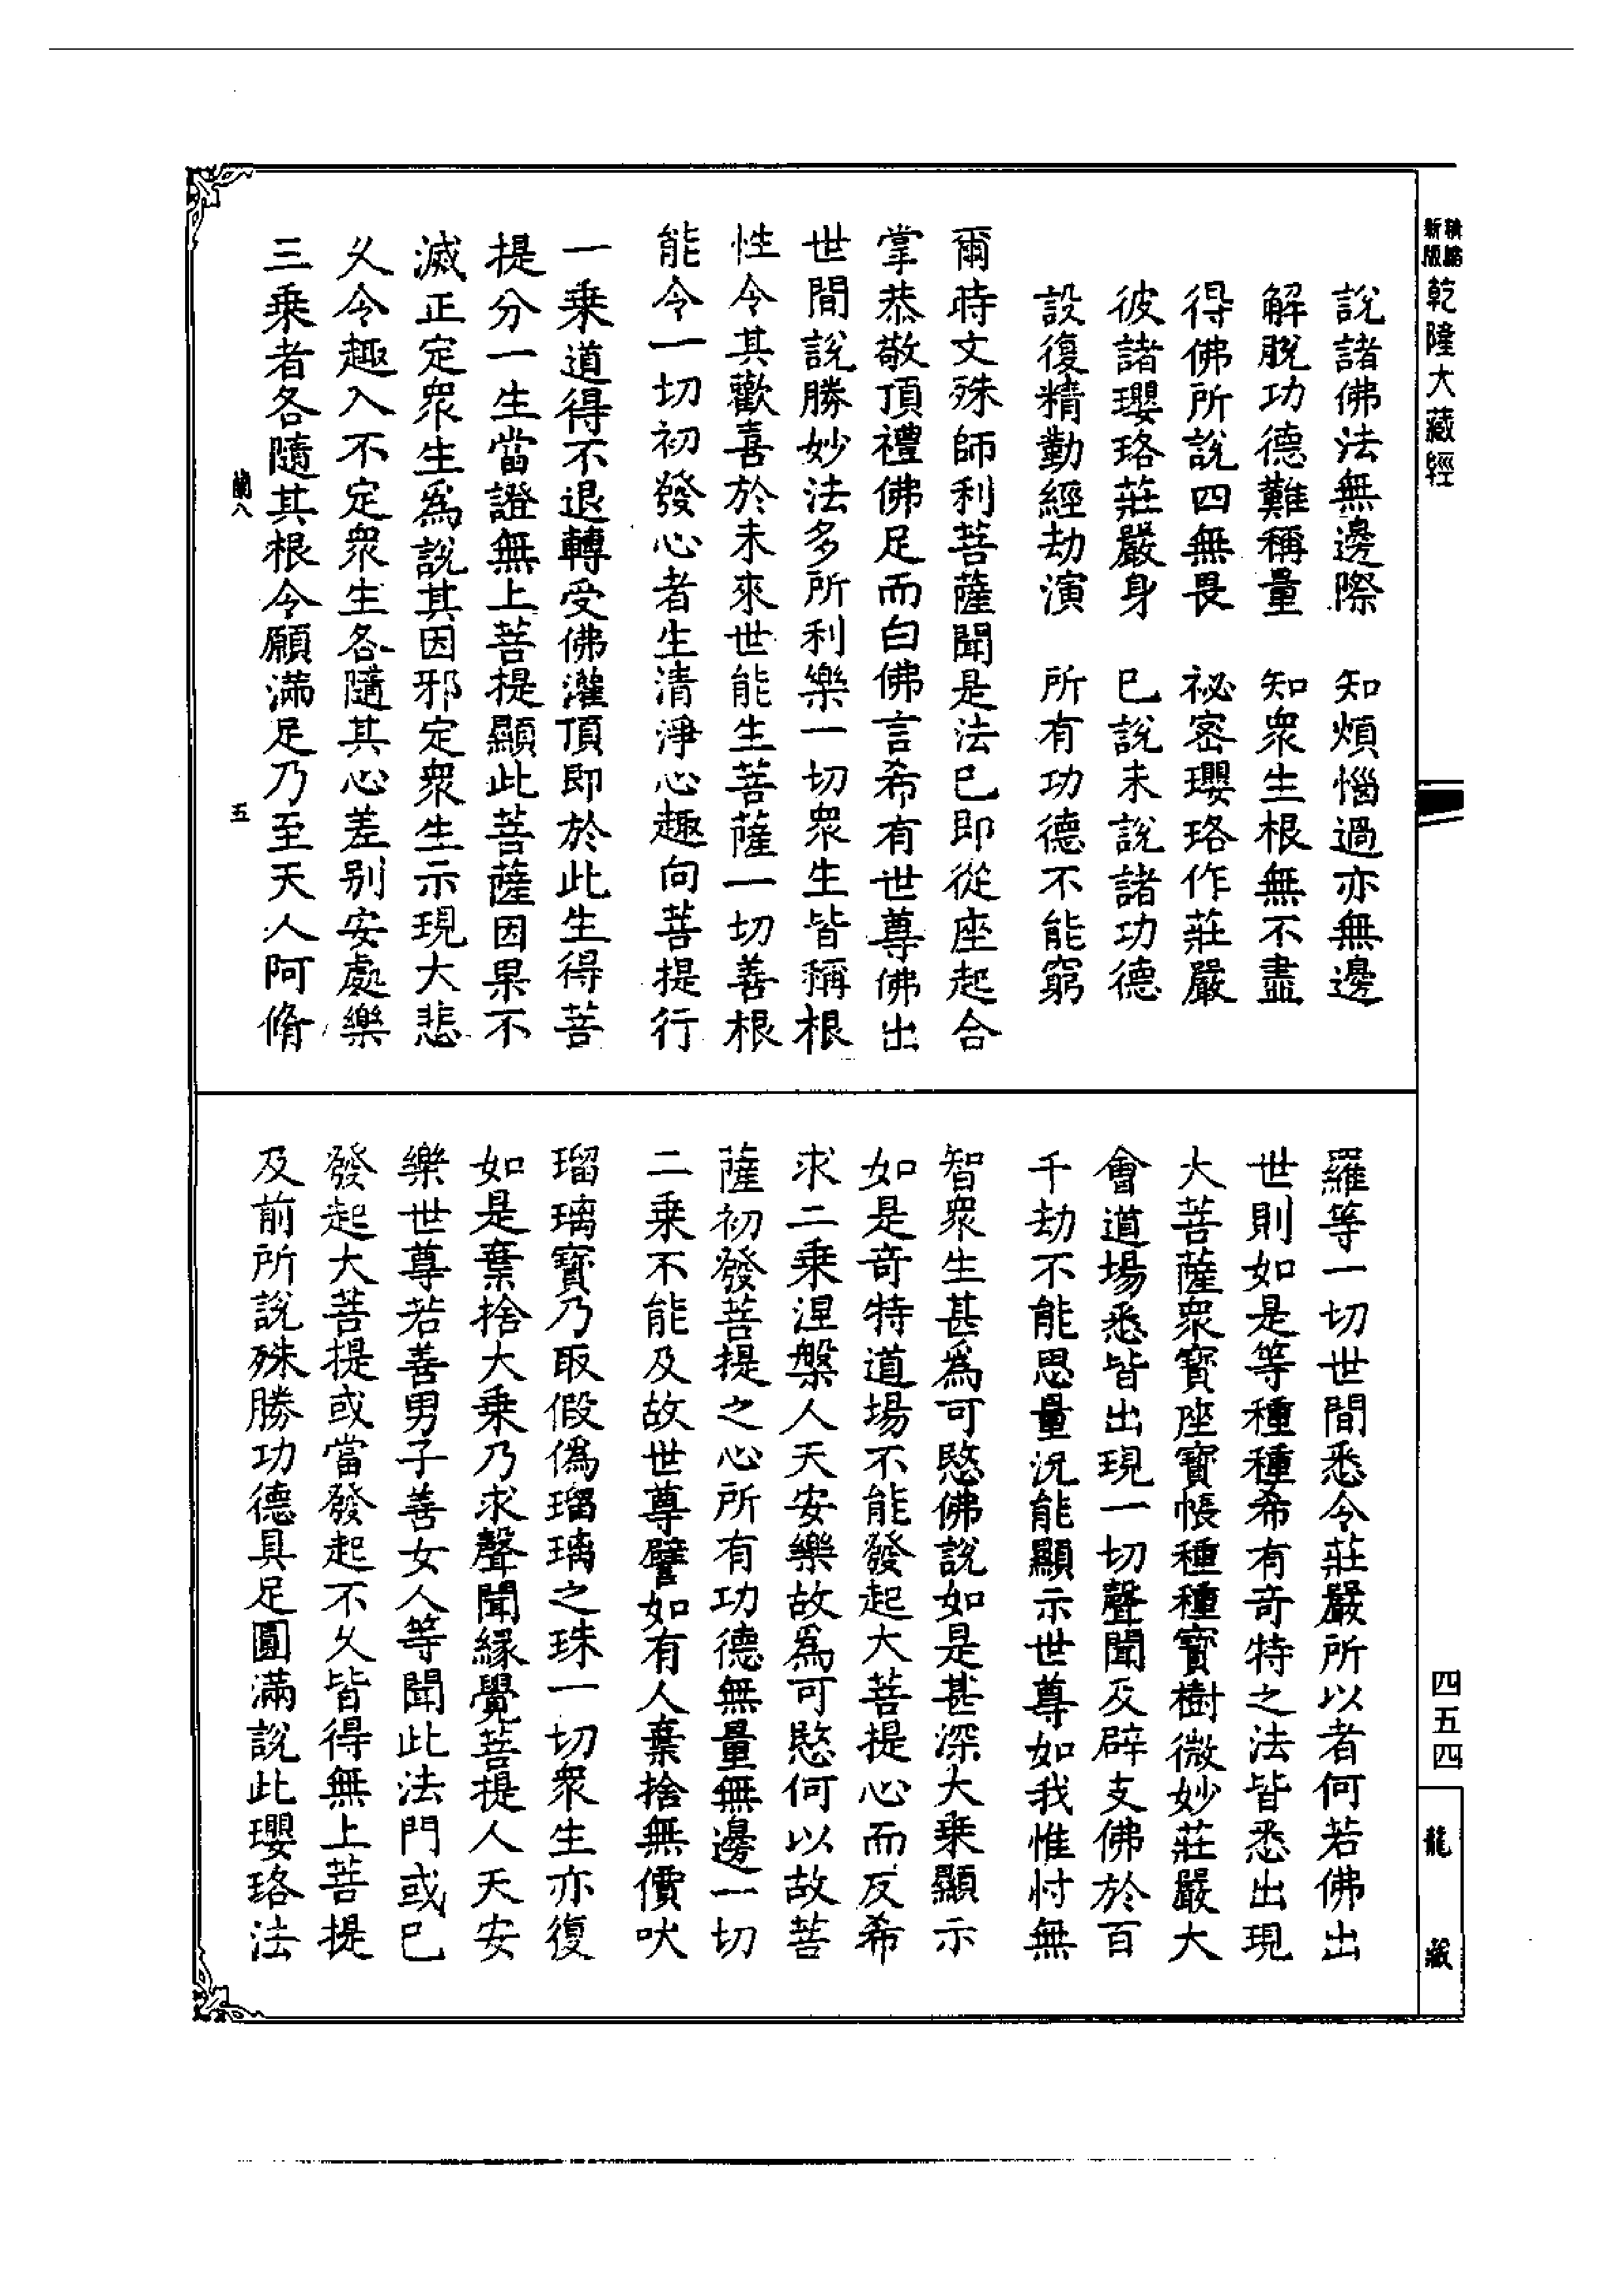 新版
精縮
乾隆大藏經
說諸佛法無邊際　知煩惱過亦無邊
解脫功德難稱量　知衆生根無不盡
得佛所說四無畏　祕密瓔珞作莊嚴
彼諸瓔珞莊嚴身　已說未說諸功德
設復精勤經劫演　所有功德不能窮
爾時文殊師利菩薩聞是法已即從座起合
掌恭敬頂禮佛足而白佛言希有世尊佛出
世間說勝妙法多所利樂一切衆生皆稱根
性令其歡喜於未來世能生菩薩一切善根
能令一切初發心者生清淨心趣向菩提行
一乘道得不退轉受佛灌頂即於此生得菩
提分一生當證無上菩提顯此菩薩因果不
滅正定衆生爲說其因邪定衆生示現大悲
久令趣入不定衆生各隨其心差别安處樂
三乘者各隨其根令願滿足乃至天人阿脩
蘭八
五
羅等一切世間悉令莊嚴所以者何若佛出
世則如是等種種希有奇特之法皆悉出現
大菩薩衆寶座寶帳種種寶樹微妙莊嚴大
會道場悉皆出現一切聲聞及辟支佛於百
千劫不能思量況能顯示世尊如我惟忖無
智衆生甚爲可愍佛說如是甚深大乘顯示
如是奇特道場不能發起大菩提心而反希
求二乘涅槃人天安樂故爲可愍何以故菩
薩初發菩提之心所有功德無量無邊一切
二乘不能及故世尊譬如有人棄捨無價吠
瑠璃寶乃取假僞瑠璃之珠一切衆生亦復
如是棄捨大乘乃求聲聞緣覺菩提人天安
樂世尊若善男子善女人等聞此法門或已
發起大菩提或當發起不久皆得無上菩提
及前所說殊勝功德具足圓滿說此瓔珞法
四五四
龍藏